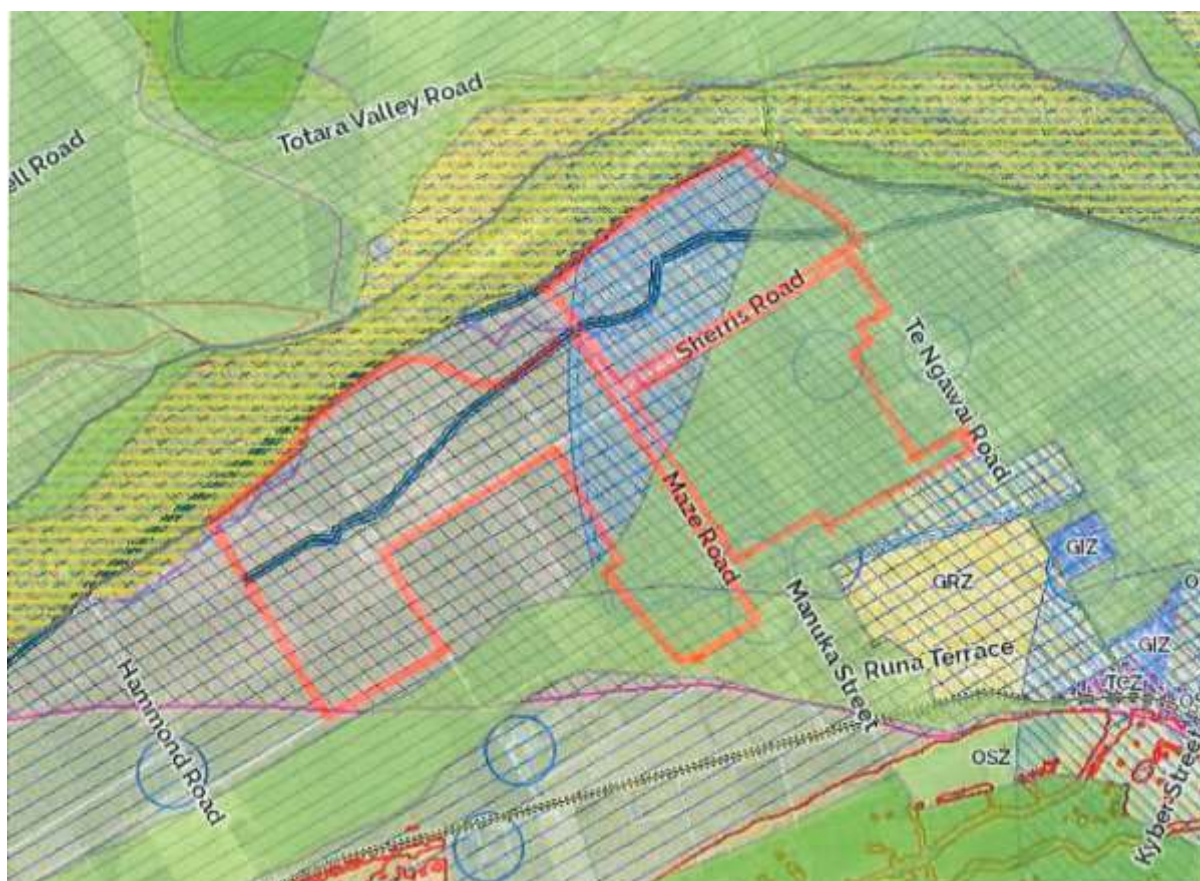 Totara Valley Road
ell Road
Sherris Road
Te Ngawai Road
Maze Road
GIZ
GRZ
Manuka Street
G
Runa Terrace
GIZ
TCZ
Hammond Road
OSZ
Kyber Street